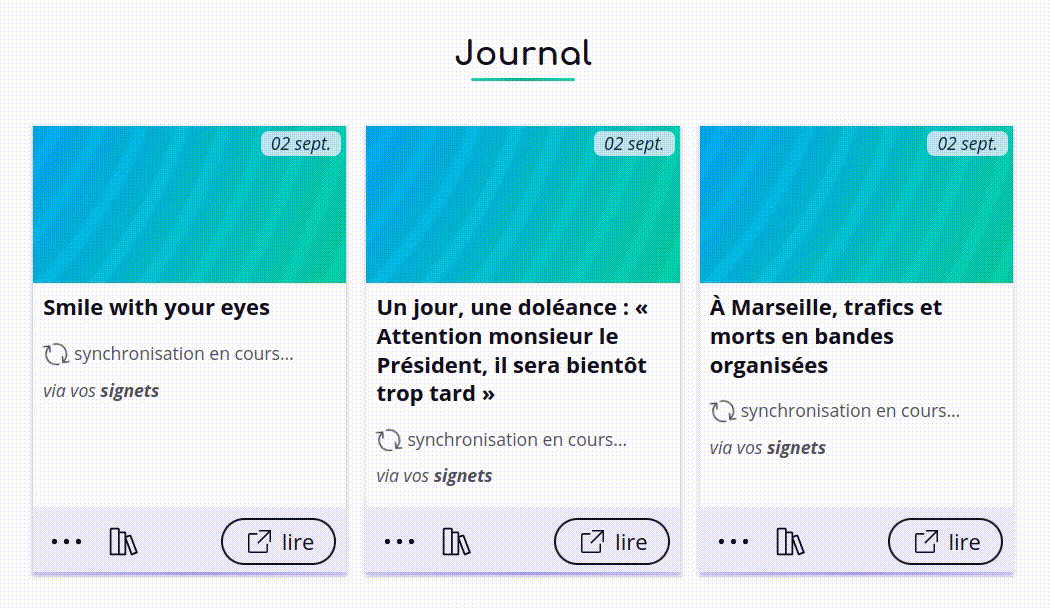 Journal
02 sept.
Smile with your eyes
synchronisation en cours...
via vos signets
lire
02 sept.
Un jour, une doléance : «
Attention monsieur le
Président, il sera bientôt
trop tard »
synchronisation en cours...
via vos signets
lire
02 sept.
À Marseille, trafics et
morts en bandes
organisées
synchronisation en cours...
via vos signets
lire